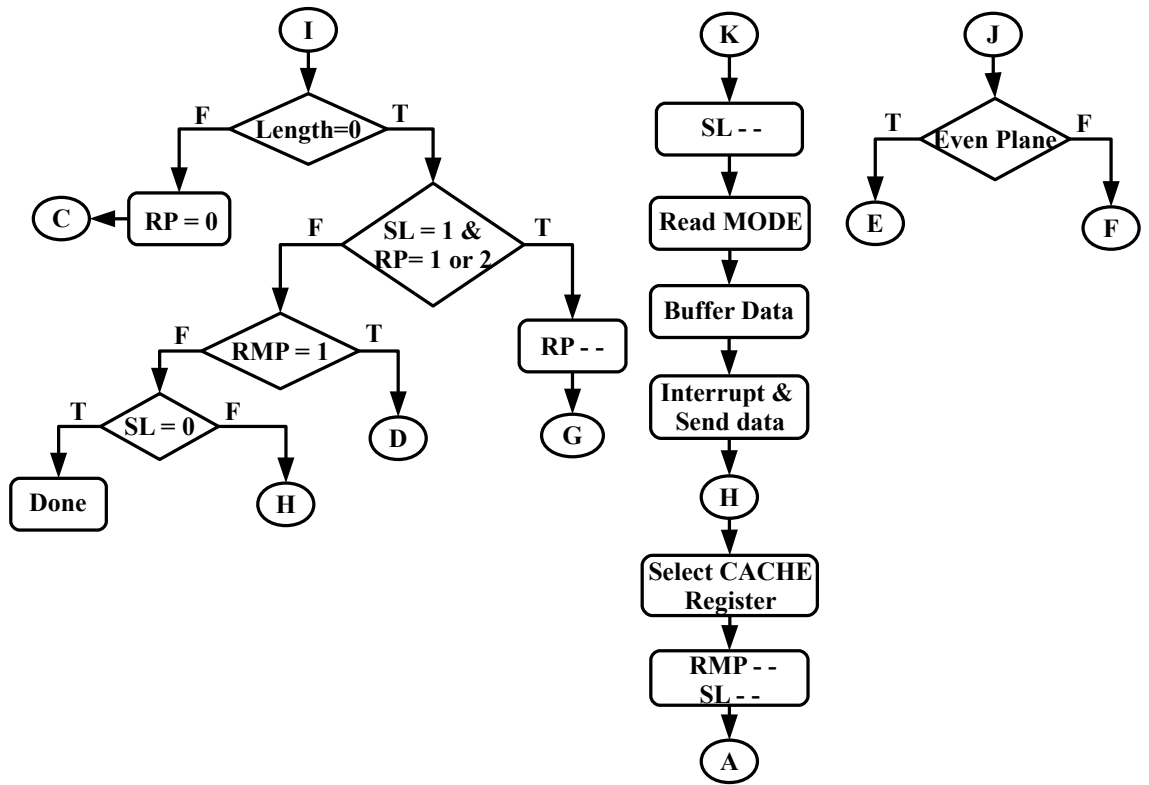 I
F
Length=0
T
C
RP = 0
F
SL = 1 &
RP= 1 or 2
T
F
RMP = 1
T
RP - -
T
SL = 0
F
D
G
Done
H
K
SL - -
Read MODE
Buffer Data
Interrupt &
Send data
H
Select CACHE
Register
RMP - -
SL - -
A
J
T
Even Plane
F
E
F